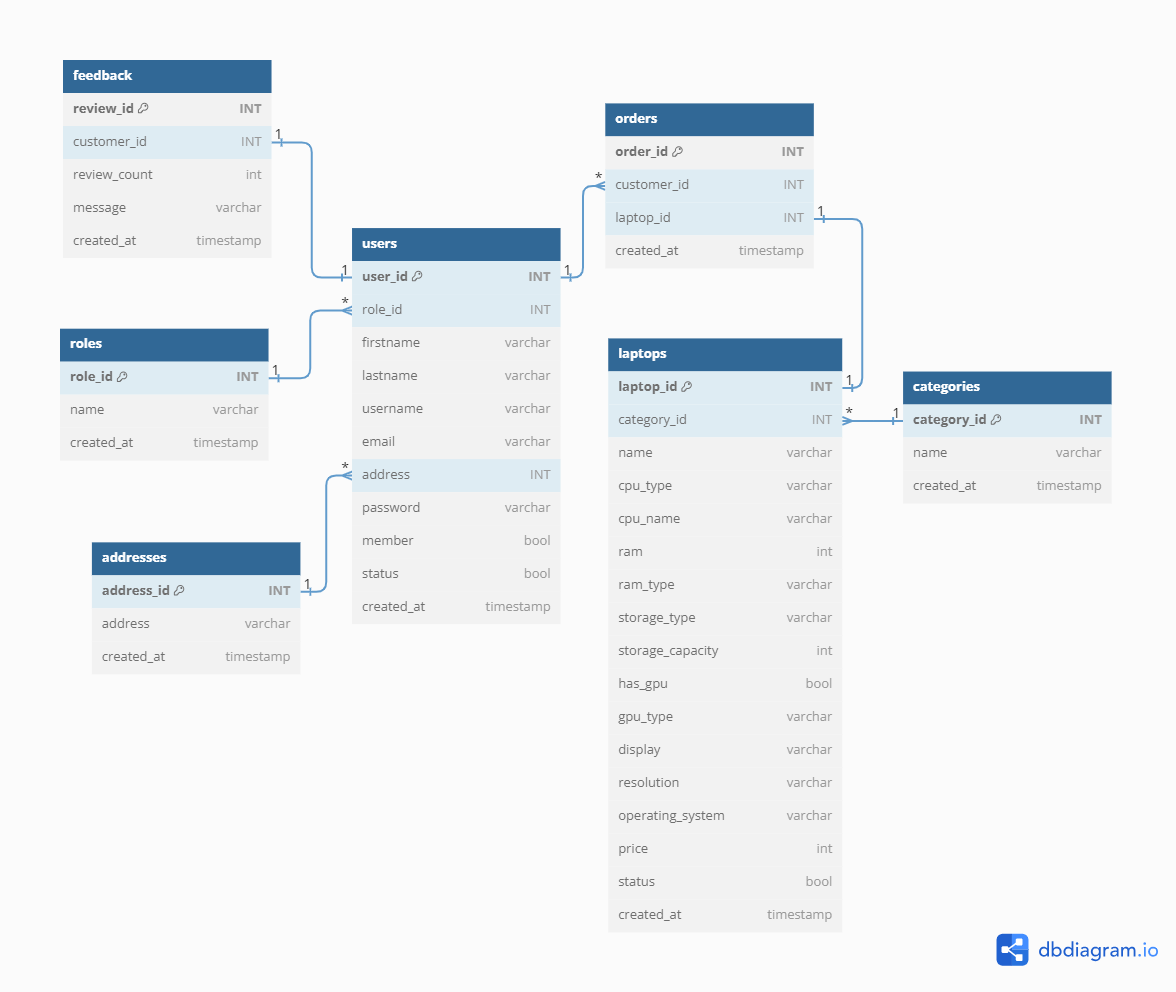 feedback
review_id INT
customer_id INT
review_count int
message varchar
created_at timestamp
1
1
roles
role_id INT
name varchar
created_at timestamp
1
*
addresses
address_id INT
address varchar
created_at timestamp
1
*
users
user_id INT
role_id INT
firstname varchar
lastname varchar
username varchar
email varchar
address INT
password varchar
member bool
status bool
created_at timestamp
1
*
orders
order_id INT
customer_id INT
laptop_id INT
created_at timestamp
1
1
laptops
laptop_id INT
category_id INT
name varchar
cpu_type varchar
cpu_name varchar
ram int
ram_type varchar
storage_type varchar
storage_capacity int
has_gpu bool
gpu_type varchar
display varchar
resolution varchar
operating_system varchar
price int
status bool
created_at timestamp
*
1
categories
category_id INT
name varchar
created_at timestamp
dbdiagram.io